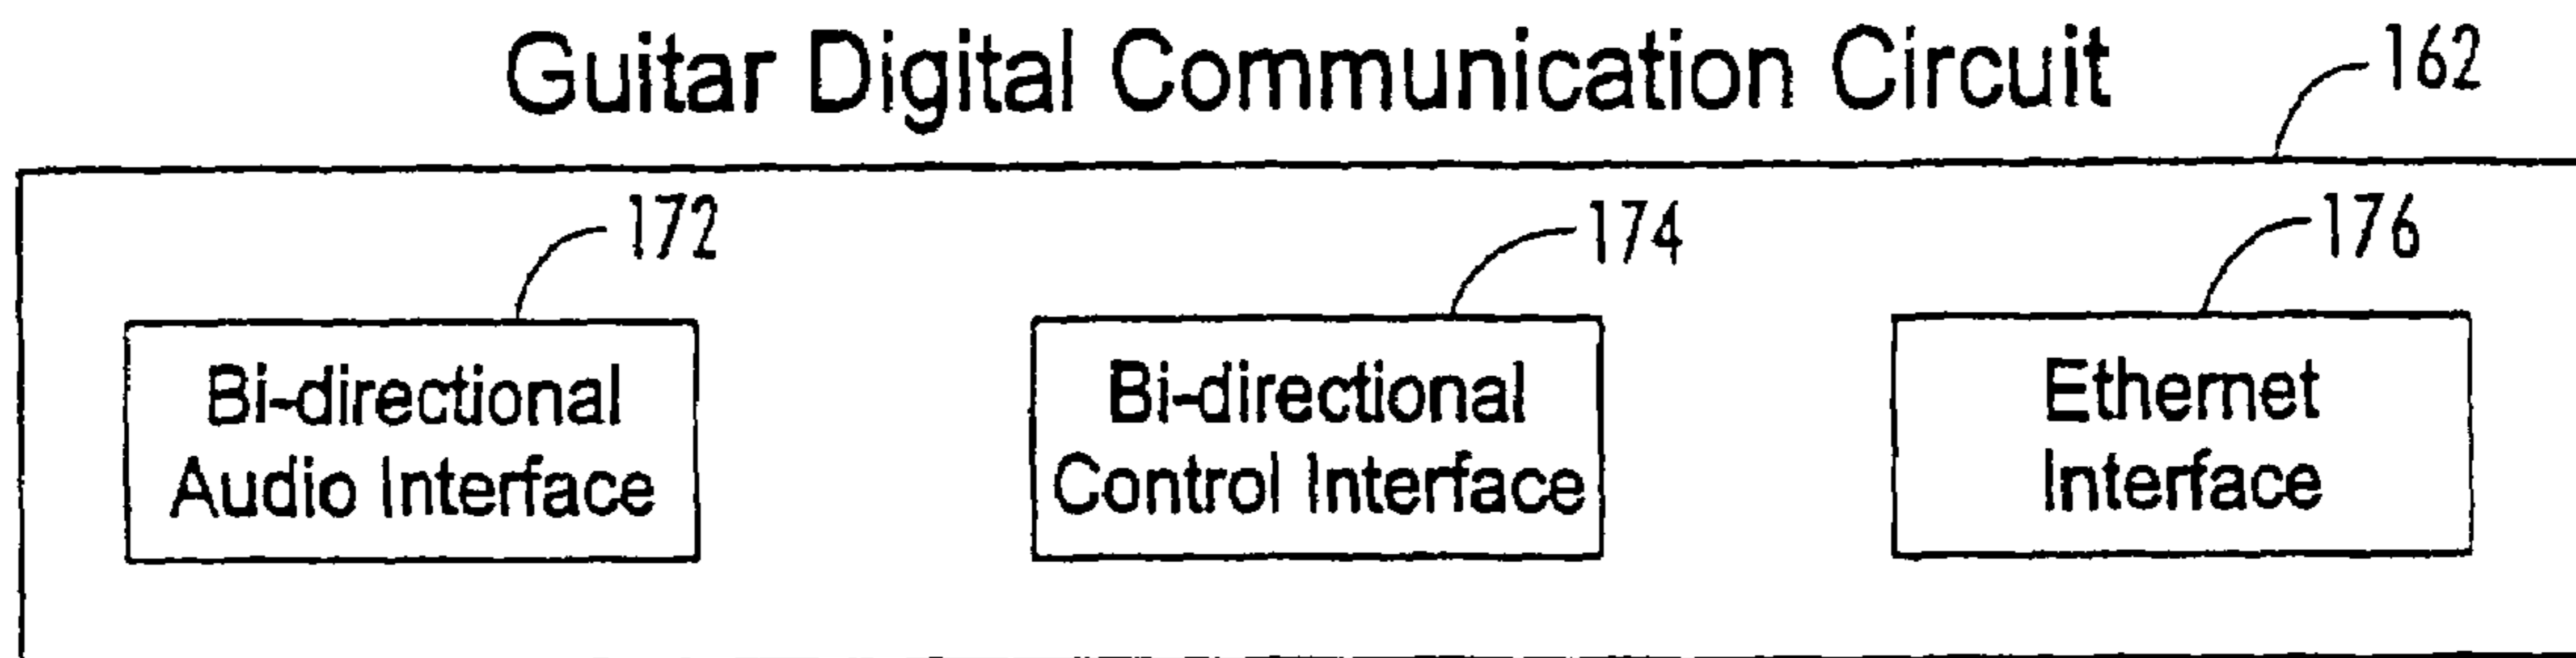 Guitar Digital Communication Circuit
162
172
174
176
Bi-directional
Audio Interface
Bi-directional
Control Interface
Ethernet
Interface